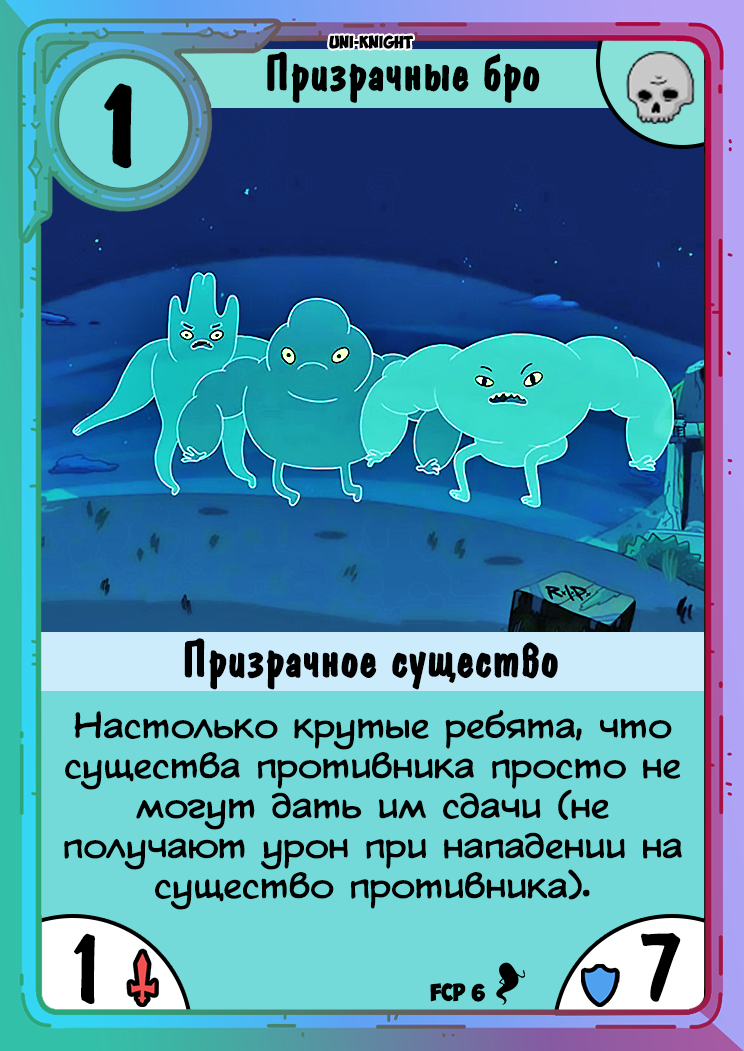 UNI-KNIGHT
Призрачные бро
1
R.I.P.
Призрачное существо
Настолько крутые ребята, что
существа противника просто не
могут дать им сдачи (не
получают урон при нападении на
существо противника).
1
FCP 6
7